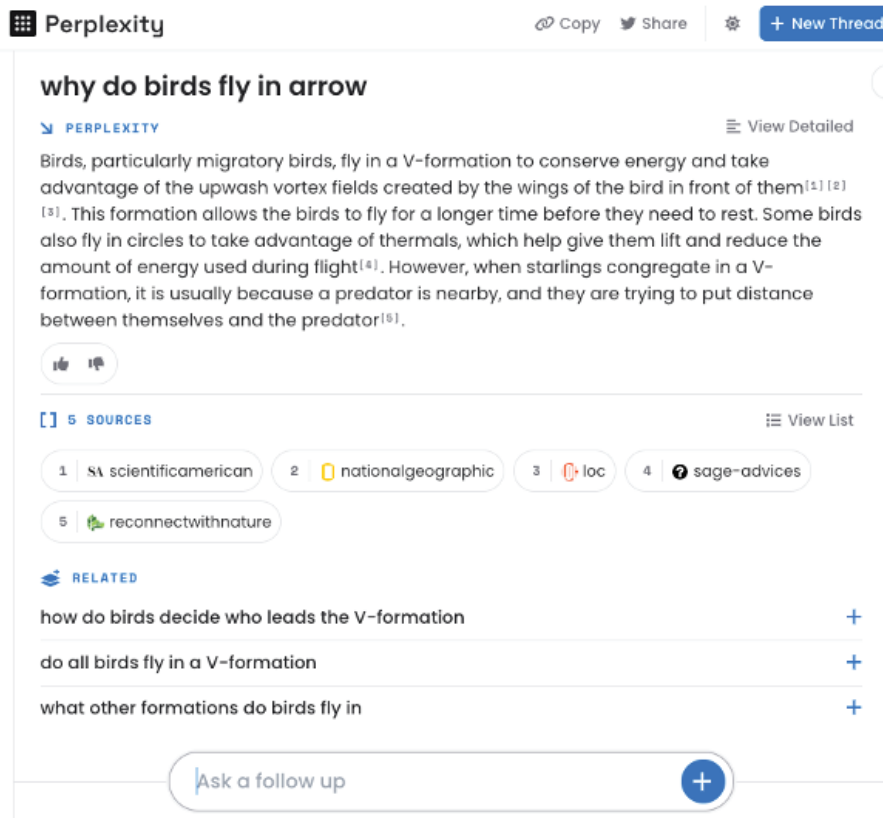 Perplexity
Copy
Share
+ New Thread
why do birds fly in arrow
PERPLEXITY
View Detailed
Birds, particularly migratory birds, fly in a V-formation to conserve energy and take
advantage of the upwash vortex fields created by the wings of the bird in front of them[1][2]
[3]. This formation allows the birds to fly for a longer time before they need to rest. Some birds
also fly in circles to take advantage of thermals, which help give them lift and reduce the
amount of energy used during flight[4]. However, when starlings congregate in a V-
formation, it is usually because a predator is nearby, and they are trying to put distance
between themselves and the predator[5].
5 SOURCES
View List
1 SA scientificamerican
2 nationalgeographic
3 loc
4 ? sage-advices
5 reconnectwithnature
RELATED
how do birds decide who leads the V-formation +
do all birds fly in a V-formation +
what other formations do birds fly in +
Ask a follow up +